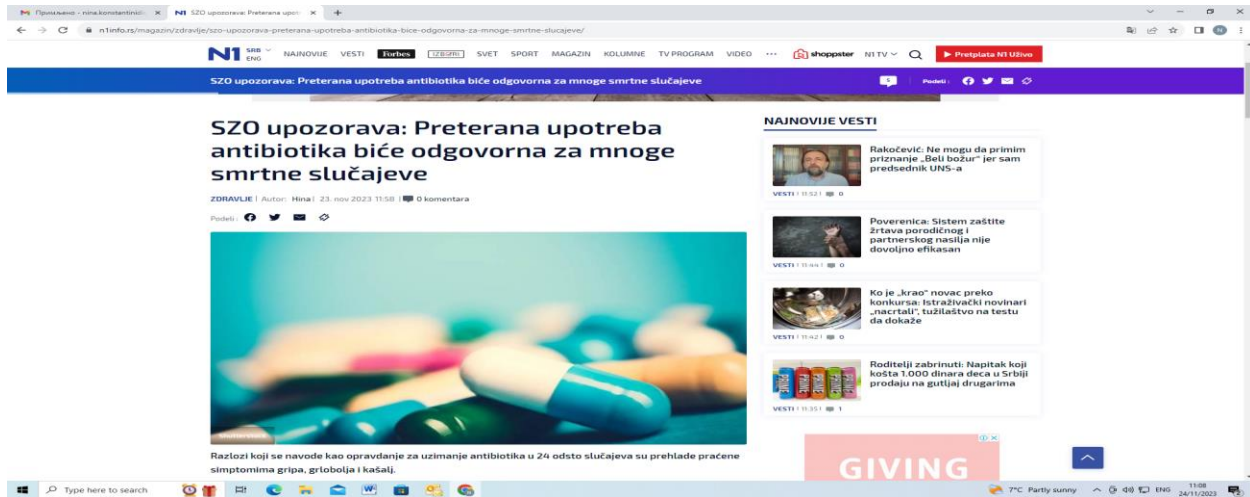 Примљено - nina.konstantinidi
N1 SZO upozorava: Preterana upotr
n1info.rs/magazin/zdravlje/szo-upozorava-preterana-upotreba-antibiotika-bice-odgovorna-za-mnoge-smrtne-slucajeve/
N1 SRB ENG NAJNOVIJE VESTI Forbes IZBORI SVET SPORT MAGAZIN KOLUMNE TV PROGRAM VIDEO ... shoppster N1 TV Pretplata N1 Uživo
SZO upozorava: Preterana upotreba antibiotika biće odgovorna za mnoge smrtne slučajeve 5 Podeli:
SZO upozorava: Preterana upotreba
antibiotika biće odgovorna za mnoge
smrtne slučajeve
ZDRAVLJE | Autor: Hina | 23. nov 2023 11:58 | 0 komentara
Podeli:
Shutterstock
Razlozi koji se navode kao opravdanje za uzimanje antibiotika u 24 odsto slučajeva su prehlade praćene
simptomima gripa, grlobolja i kašalj.
NAJNOVIJE VESTI
Rakočević: Ne mogu da primim
priznanje „Beli božur“ jer sam
predsednik UNS-a
VESTI | 11:52 | 0
Poverenica: Sistem zaštite
žrtava porodičnog i
partnerskog nasilja nije
dovoljno efikasan
VESTI | 11:44 | 0
Ko je „krao“ novac preko
konkursa: Istraživački novinari
„nacrtali“, tužilaštvo na testu
da dokaže
VESTI | 11:42 | 0
Roditelji zabrinuti: Napitak koji
košta 1.000 dinara deca u Srbiji
prodaju na gutljaj drugarima
VESTI | 11:35 | 1
GIVING
Type here to search
7°C Partly sunny ENG 11:08
24/11/2023